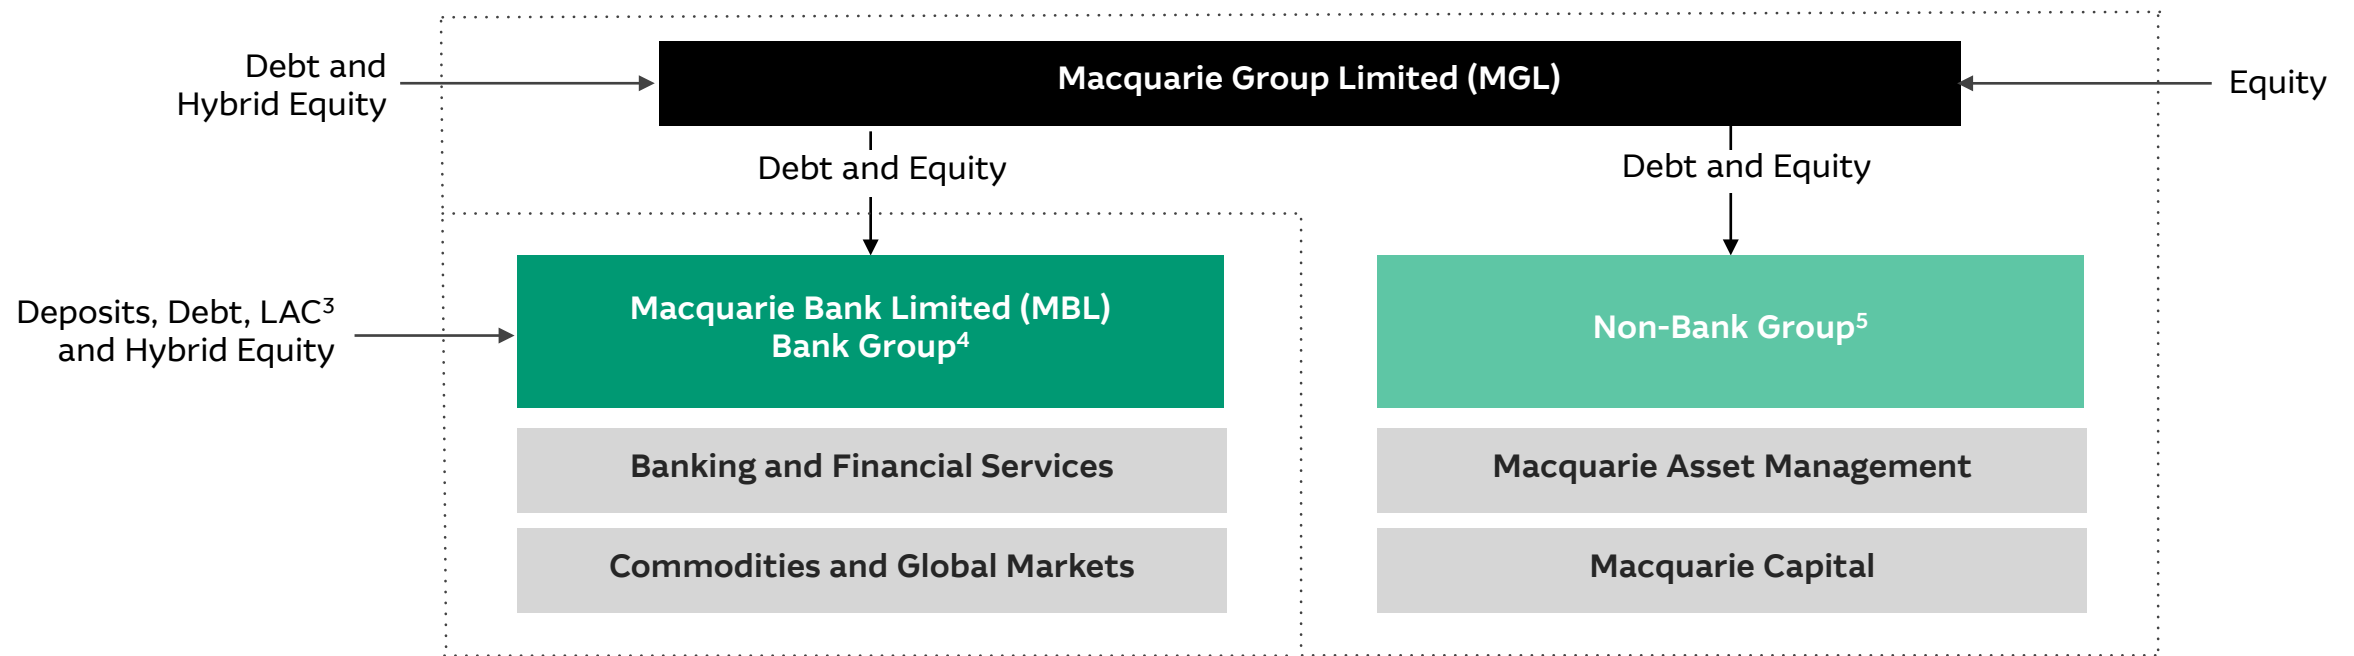 Debt and
Hybrid Equity
Macquarie Group Limited (MGL)
Equity
Debt and Equity
Debt and Equity
Deposits, Debt, LAC³
and Hybrid Equity
Macquarie Bank Limited (MBL)
Bank Group⁴
Non-Bank Group⁵
Banking and Financial Services
Macquarie Asset Management
Commodities and Global Markets
Macquarie Capital